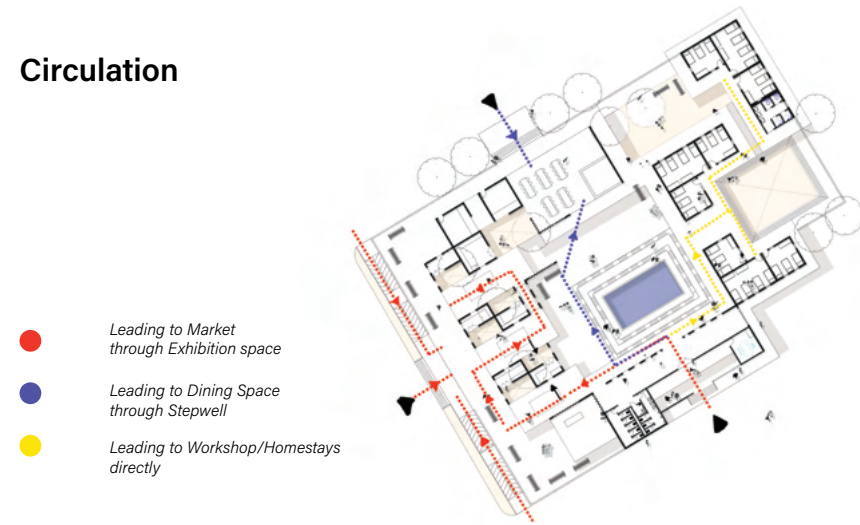 Circulation
Leading to Market
through Exhibition space
Leading to Dining Space
through Stepwell
Leading to Workshop/Homestays
directly